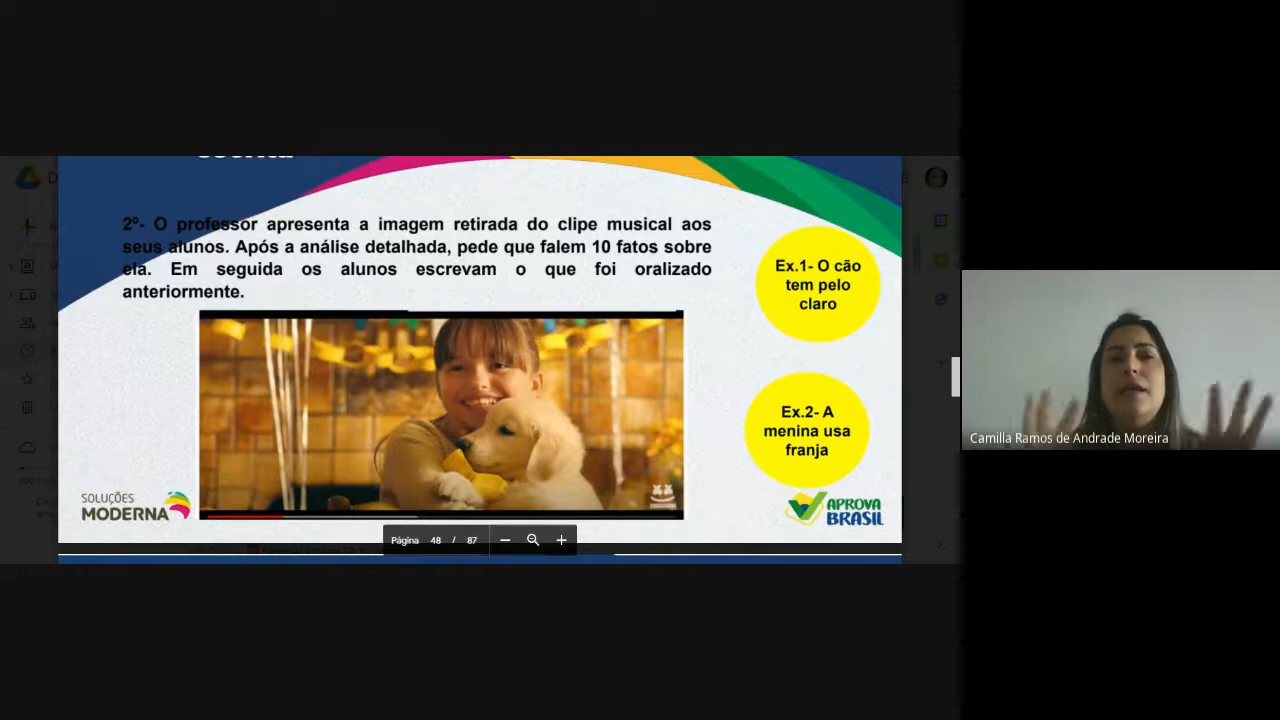 2º- O professor apresenta a imagem retirada do clipe musical aos
seus alunos. Após a análise detalhada, pede que falem 10 fatos sobre
ela. Em seguida os alunos escrevam o que foi oralizado
anteriormente.
Ex.1- O cão
tem pelo
claro
Ex.2- A
menina usa
franja
SOLUÇÕES
MODERNA
APROVA
BRASIL
Página 48 / 87
Camilla Ramos de Andrade Moreira